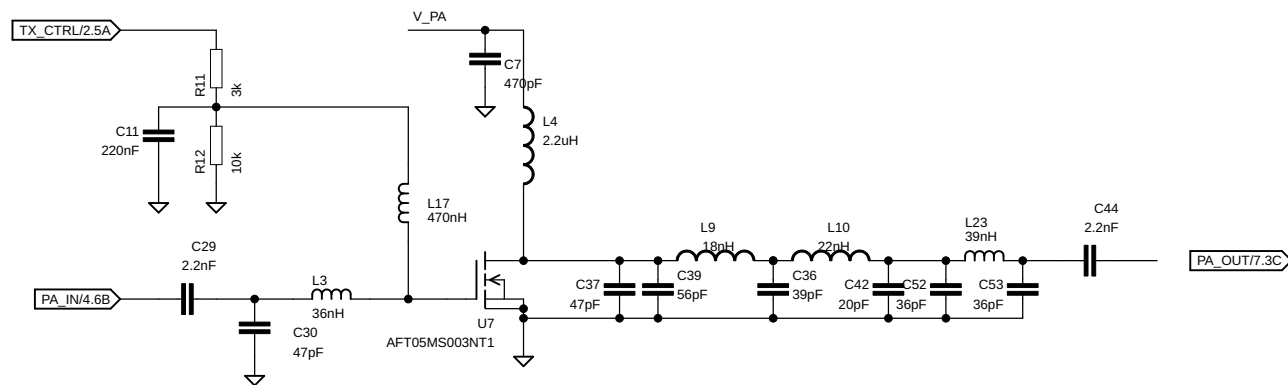 V_PA
TX_CTRL/2.5A
R11
3k
C7
470pF
C11
220nF
R12
10k
L4
2.2uH
L17
470nH
C29
2.2nF
PA_IN/4.6B
L3
36nH
C30
47pF
U7
AFT05MS003NT1
L9
18nH
L10
22nH
L23
39nH
C44
2.2nF
PA_OUT/7.3C
C37
47pF
C39
56pF
C36
39pF
C42
20pF
C52
36pF
C53
36pF